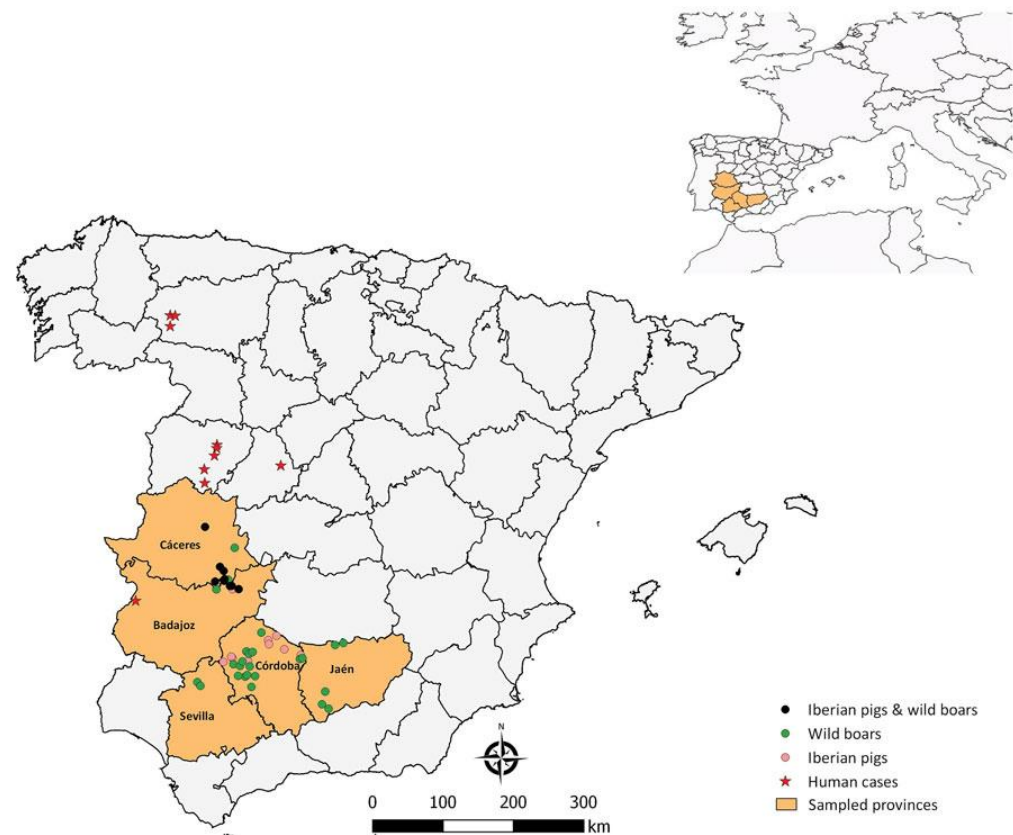 Cáceres
Badajoz
Córdoba
Jaén
Sevilla
Iberian pigs & wild boars
Wild boars
Iberian pigs
Human cases
Sampled provinces
N
0 100 200 300
km